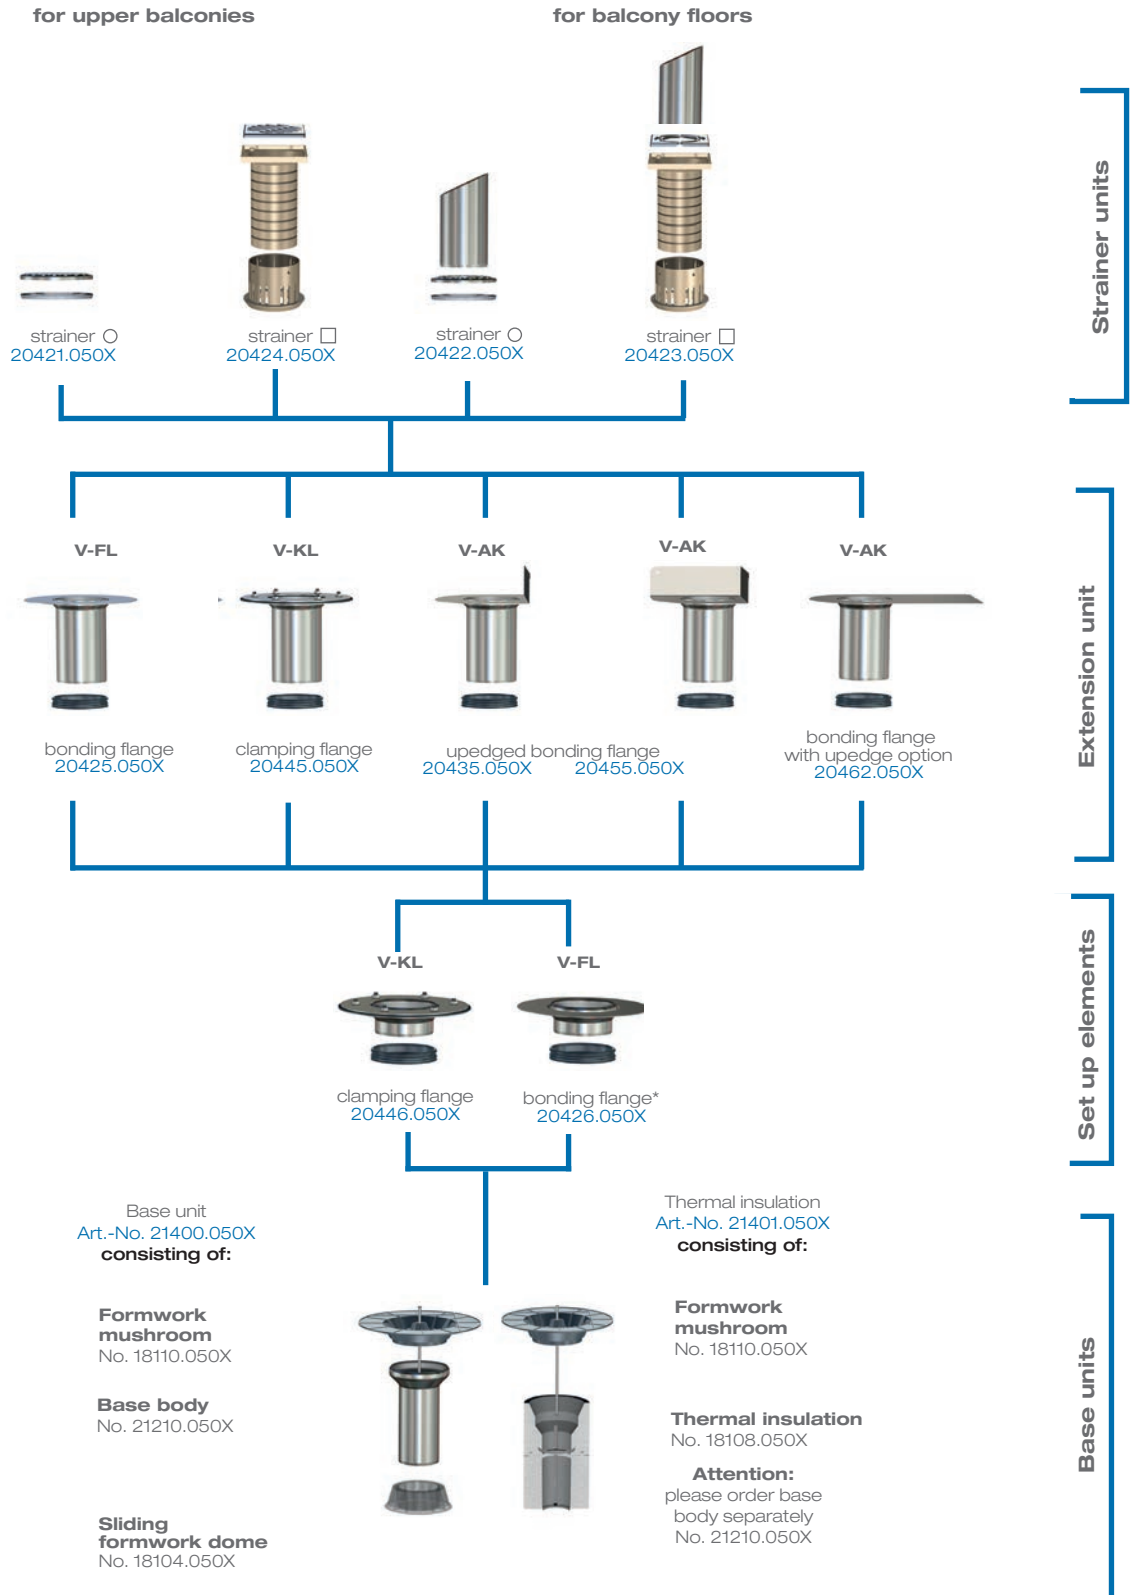 for upper balconies
for balcony floors
strainer
20421.050X
strainer
20424.050X
strainer
20422.050X
strainer
20423.050X
Strainer units
V-FL
V-KL
V-AK
V-AK
V-AK
bonding flange
20425.050X
clamping flange
20445.050X
upedged bonding flange
20435.050X 20455.050X
bonding flange
with upedge option
20462.050X
Extension unit
V-KL
V-FL
clamping flange
20446.050X
bonding flange*
20426.050X
Set up elements
Base unit
Art.-No. 21400.050X
consisting of:
Formwork
mushroom
No. 18110.050X
Base body
No. 21210.050X
Sliding
formwork dome
No. 18104.050X
Thermal insulation
Art.-No. 21401.050X
consisting of:
Formwork
mushroom
No. 18110.050X
Thermal insulation
No. 18108.050X
Attention:
please order base
body separately
No. 21210.050X
Base units